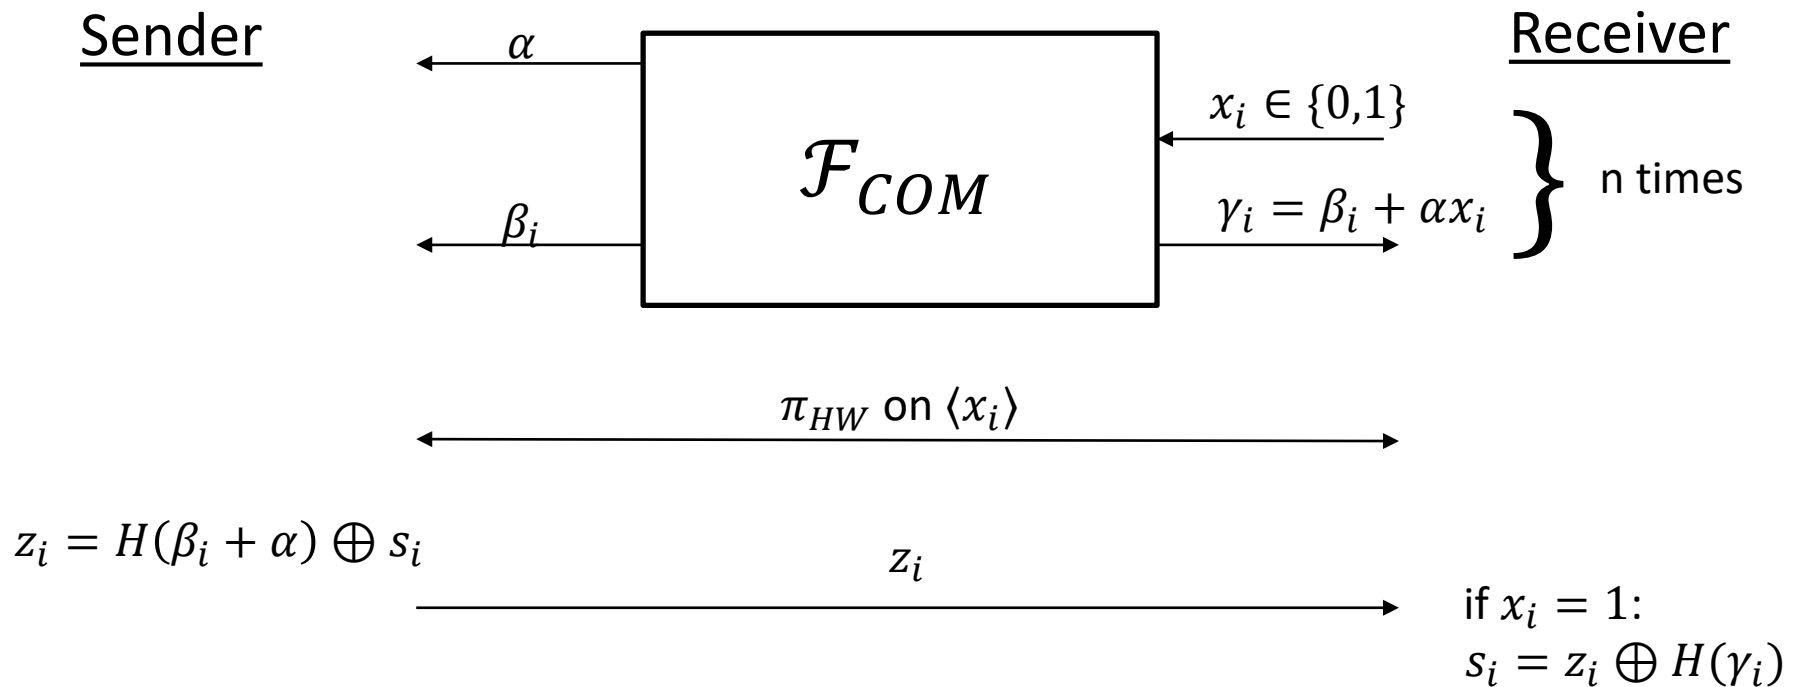 Sender
Receiver
α
x_i ∈ {0,1}
ℱ_COM
n times
β_i
γ_i = β_i + αx_i
π_HW on ⟨x_i⟩
z_i = H(β_i + α) ⊕ s_i
z_i
if x_i = 1:
s_i = z_i ⊕ H(γ_i)